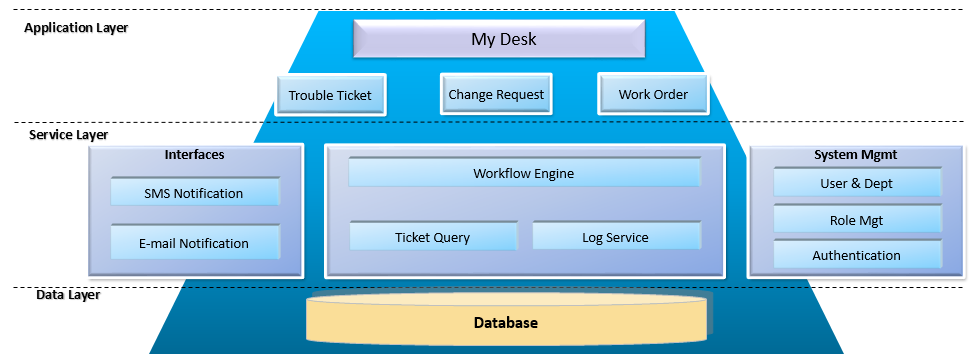 Application Layer
My Desk
Trouble Ticket
Change Request
Work Order
Service Layer
Interfaces
SMS Notification
E-mail Notification
Workflow Engine
Ticket Query
Log Service
System Mgmt
User & Dept
Role Mgt
Authentication
Data Layer
Database